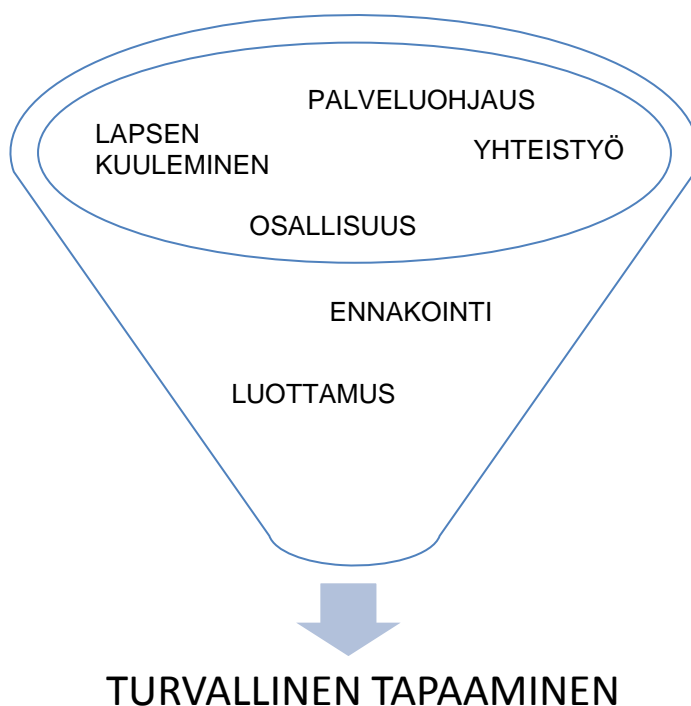 PALVELUOHJAUS
LAPSEN
KUULEMINEN
YHTEISTYÖ
OSALLISUUS
ENNAKOINTI
LUOTTAMUS
TURVALLINEN TAPAAMINEN